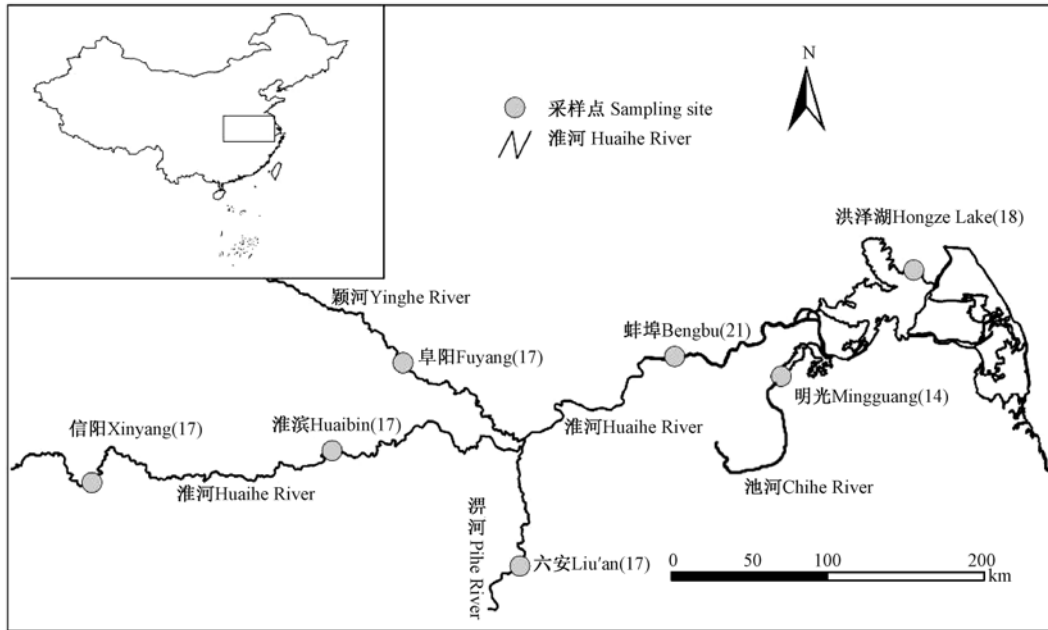 N
采样点 Sampling site
淮河 Huaihe River
洪泽湖Hongze Lake(18)
颖河Yinghe River
蚌埠Bengbu(21)
阜阳Fuyang(17)
明光Mingguang(14)
信阳Xinyang(17)
淮滨Huaibin(17)
淮河Huaihe River
淮河Huaihe River
池河Chihe River
淠河 Pihe River
六安Liu'an(17)
0 50 100 200
km